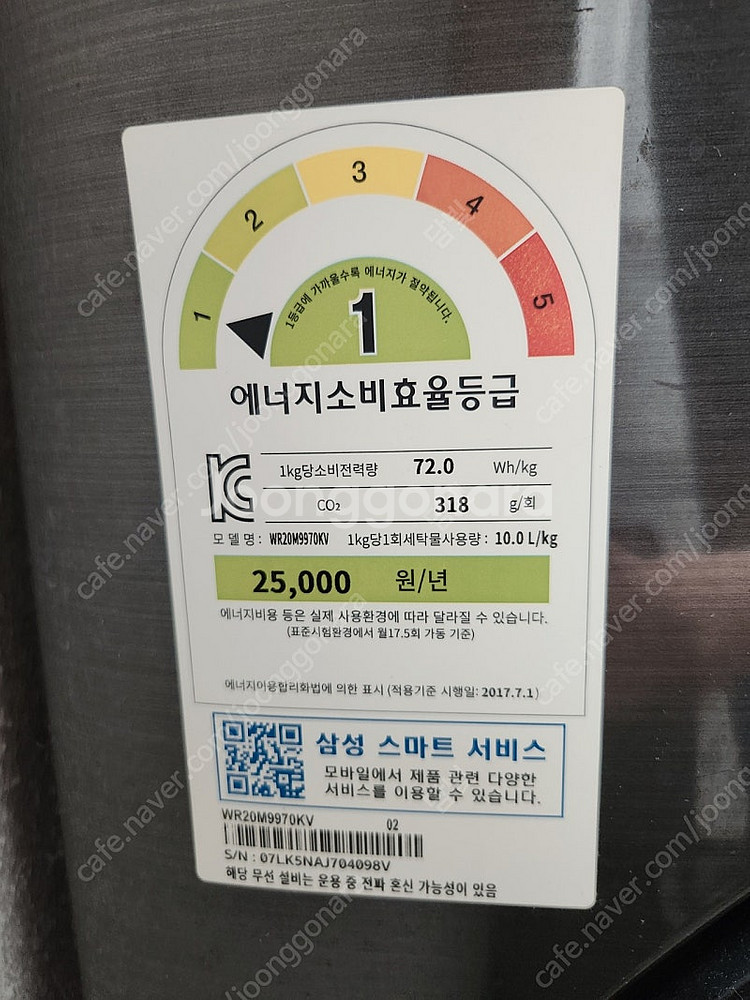 1
2
3
4
5
1등급에 가까울수록 에너지가 절약됩니다.
1
에너지소비효율등급
1kg당소비전력량 72.0 Wh/kg
CO₂ 318 g/회
모 델 명 : WR20M9970KV 1kg당1회세탁물사용량 : 10.0 L/kg
25,000 원/년
에너지비용 등은 실제 사용환경에 따라 달라질 수 있습니다.
(표준시험환경에서 월17.5회 가동 기준)
에너지이용합리화법에 의한 표시 (적용기준 시행일: 2017.7.1)
삼성 스마트 서비스
모바일에서 제품 관련 다양한
서비스를 이용할 수 있습니다.
WR20M9970KV 02
S/N : 07LK5NAJ704098V
해당 무선 설비는 운용 중 전파 혼신 가능성이 있음
Joonggonara
cafe.naver.com/joonggonara